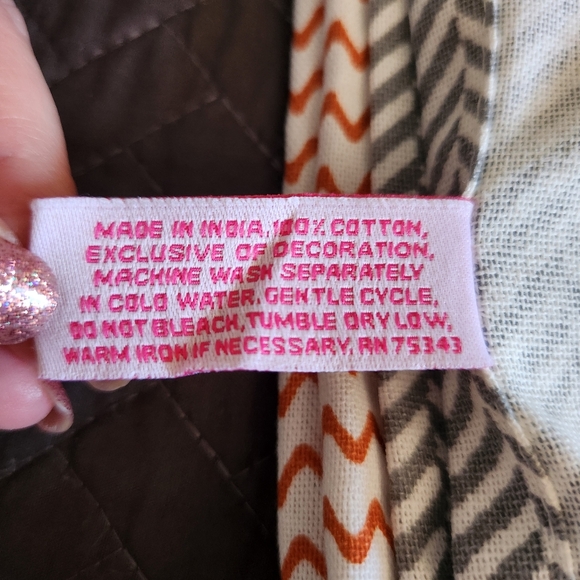 MADE IN INDIA, 100% COTTON,
EXCLUSIVE OF DECORATION,
MACHINE WASH SEPARATELY
IN COLD WATER. GENTLE CYCLE,
DO NOT BLEACH, TUMBLE DRY LOW,
WARM IRON IF NECESSARY, RN 75343